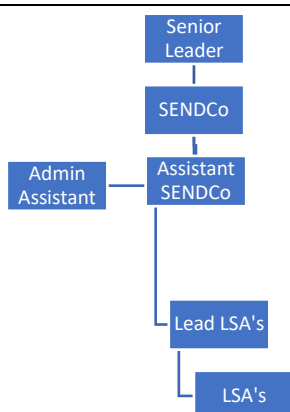 Senior
Leader
SENDCo
Assistant
SENDCo
Admin
Assistant
Lead LSA's
LSA's